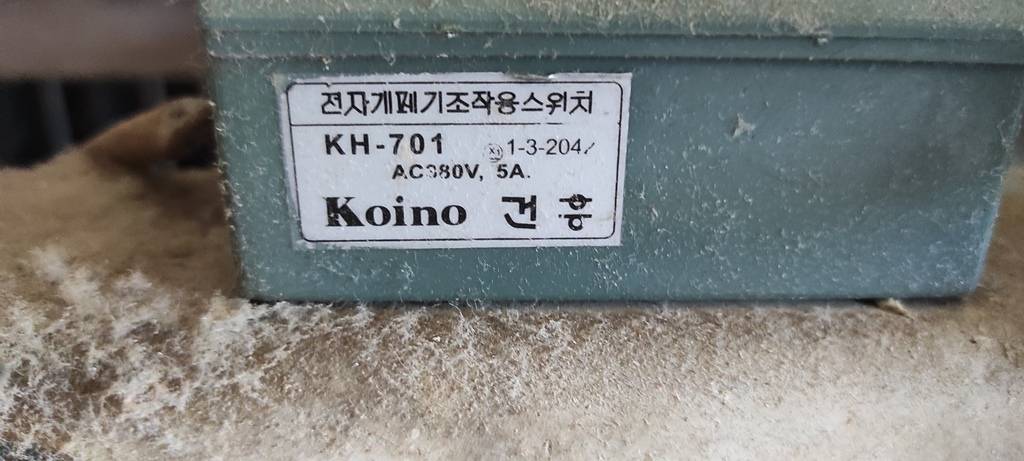 전자개폐기조작용스위치
KH-701 1-3-204
AC380V, 5A.
Koino 건흥